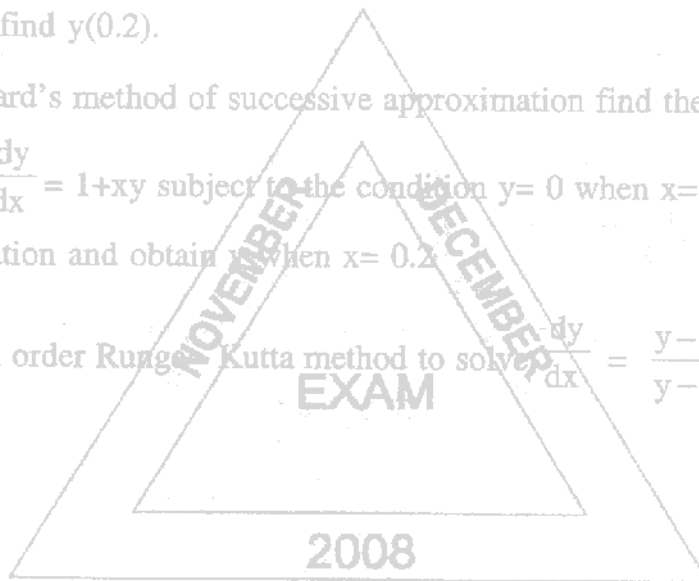 find y(0.2).
ard's method of successive approximation find the
dy
dx = 1+xy subject to the condition y= 0 when x=
ation and obtain y when x= 0.2
order Runge Kutta method to solve dy/dx = y− / y−
NOVEMBER
DECEMBER
EXAM
2008